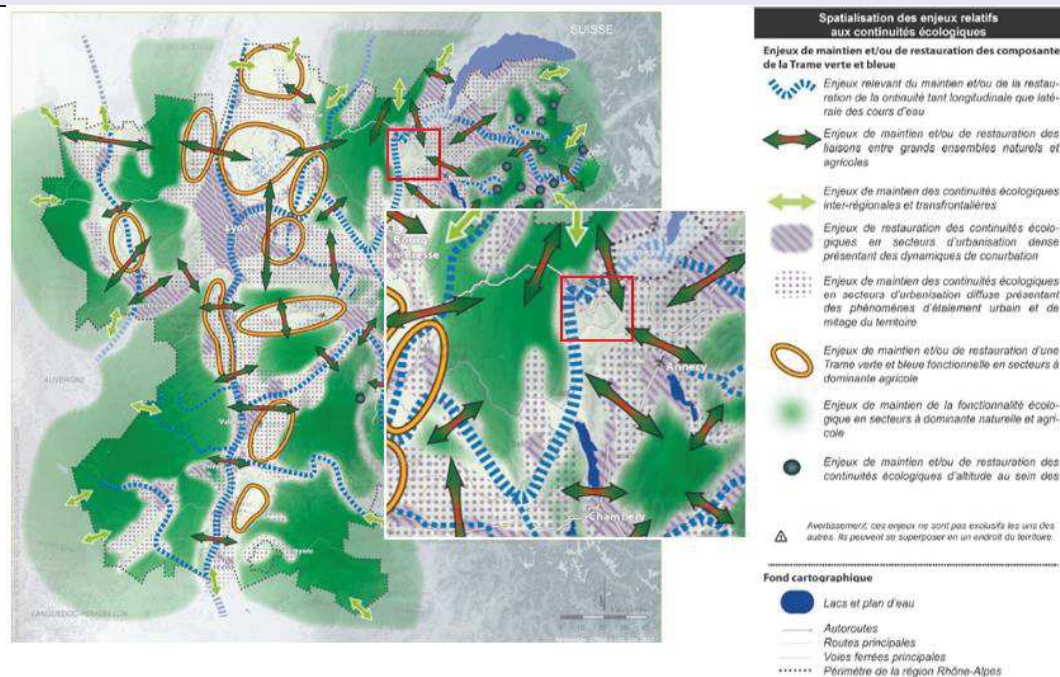 SUISSE
Lyon
AUVERGNE
LANGUEDOC-ROUSSILLON
Bourg
en-Bresse
Annecy
Chambéry
Spatialisation des enjeux relatifs
aux continuités écologiques
Enjeux de maintien et/ou de restauration des composante
de la Trame verte et bleue
Enjeux relevant du maintien et/ou de la restau-
ration de la ontinuité tant longitudinale que laté-
rale des cours d'eau
Enjeux de maintien et/ou de restauration des
liaisons entre grands ensembles naturels et
agricoles
Enjeux de maintien des continuités écologiques
inter-régionales et transfrontalières
Enjeux de restauration des continuités écolo-
giques en secteurs d'urbanisation dense
présentant des dynamiques de conurbation
Enjeux de maintien des continuités écologiques
en secteurs d'urbanisation diffuse présentant
des phénomènes d'étalement urbain et de
mitage du territoire
Enjeux de maintien et/ou de restauration d'une
Trame verte et bleue fonctionnelle en secteurs à
dominante agricole
Enjeux de maintien de la fonctionnalité écolo-
gique en secteurs à dominante naturelle et agri-
cole
Enjeux de maintien et/ou de restauration des
continuités écologiques d'altitude au sein des
Avertissement: ces enjeux ne sont pas exclusifs les uns des
autres. Ils peuvent se superposer en un endroit du territoire.
Fond cartographique
Lacs et plan d'eau
Autoroutes
Routes principales
Voies ferrées principales
Périmètre de la région Rhône-Alpes